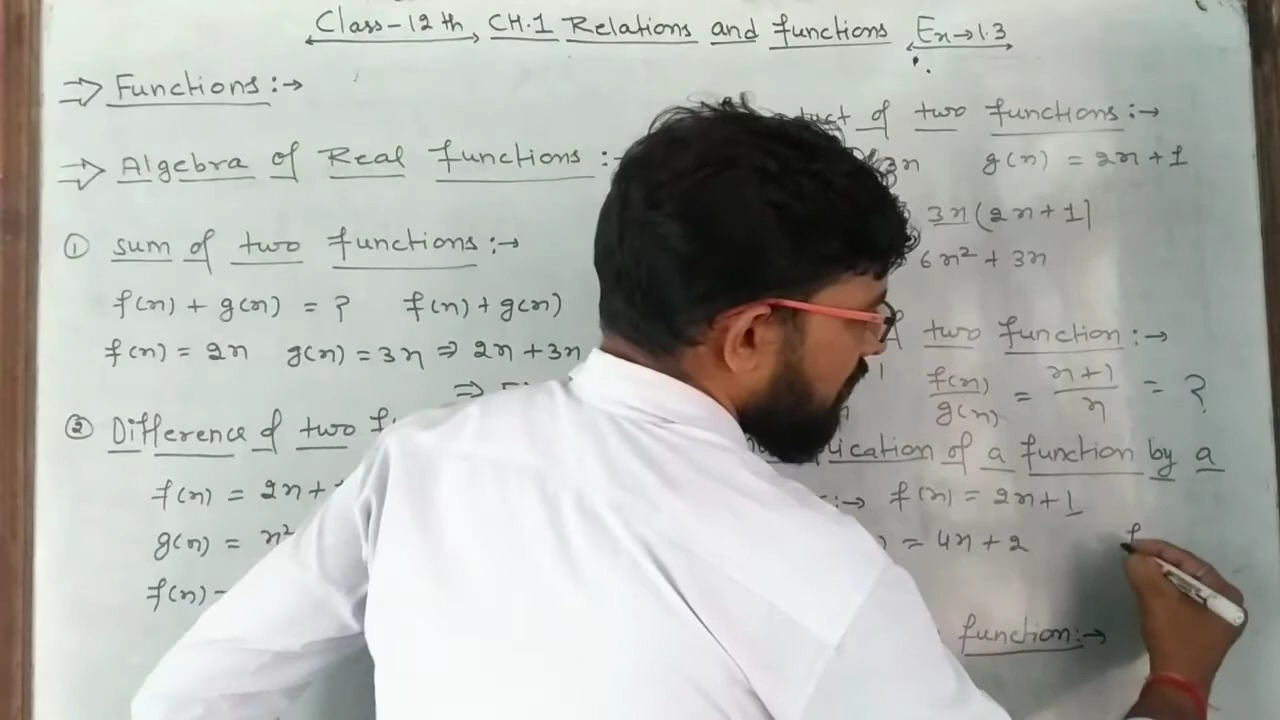 Class-12th, CH.1 Relations and functions Ex→1.3
⇒ Functions:→
⇒ Algebra of Real functions :-
① sum of two functions:→
f(x) + g(x) = ? f(x) + g(x)
f(x) = 2x g(x) = 3x ⇒ 2x + 3x
⇒
② Difference of two
f(x) = 2x +
g(x) = x²
f(x) -
of two functions:→
3x g(x) = 2x + 1
3x(2x + 1)
6x² + 3x
two function:→
f(x)/g(x) = x+1/x = ?
of a function by a
:→ f(x) = 2x + 1
) = 4x + 2
f
function:→